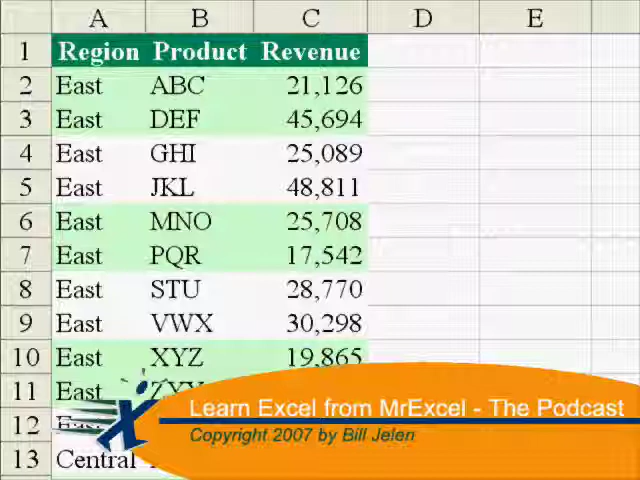 A B C D E
1 Region Product Revenue
2 East ABC 21,126
3 East DEF 45,694
4 East GHI 25,089
5 East JKL 48,811
6 East MNO 25,708
7 East PQR 17,542
8 East STU 28,770
9 East VWX 30,298
10 East XYZ 19,865
11 East
12
13 Central
Learn Excel from MrExcel - The Podcast
Copyright 2007 by Bill Jelen